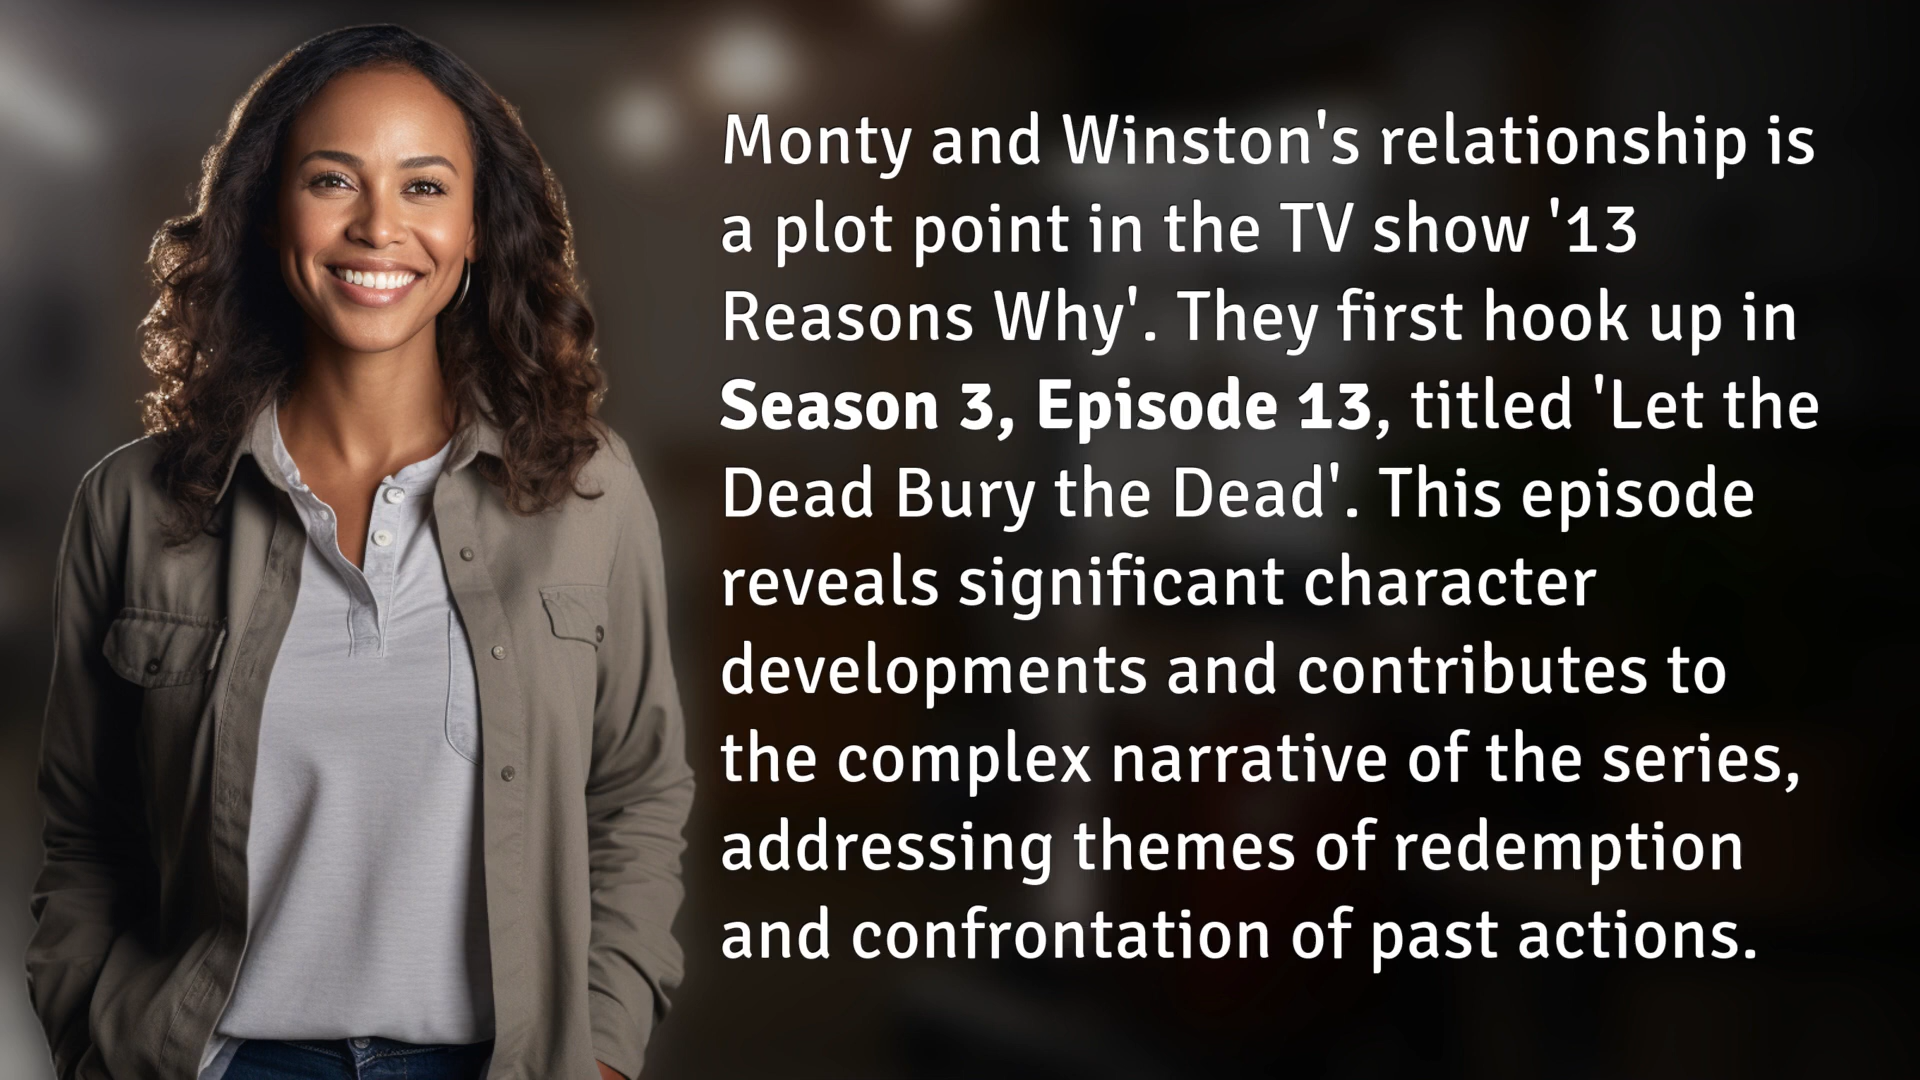 Monty and Winston's relationship is
a plot point in the TV show '13
Reasons Why'. They first hook up in
Season 3, Episode 13, titled 'Let the
Dead Bury the Dead'. This episode
reveals significant character
developments and contributes to
the complex narrative of the series,
addressing themes of redemption
and confrontation of past actions.